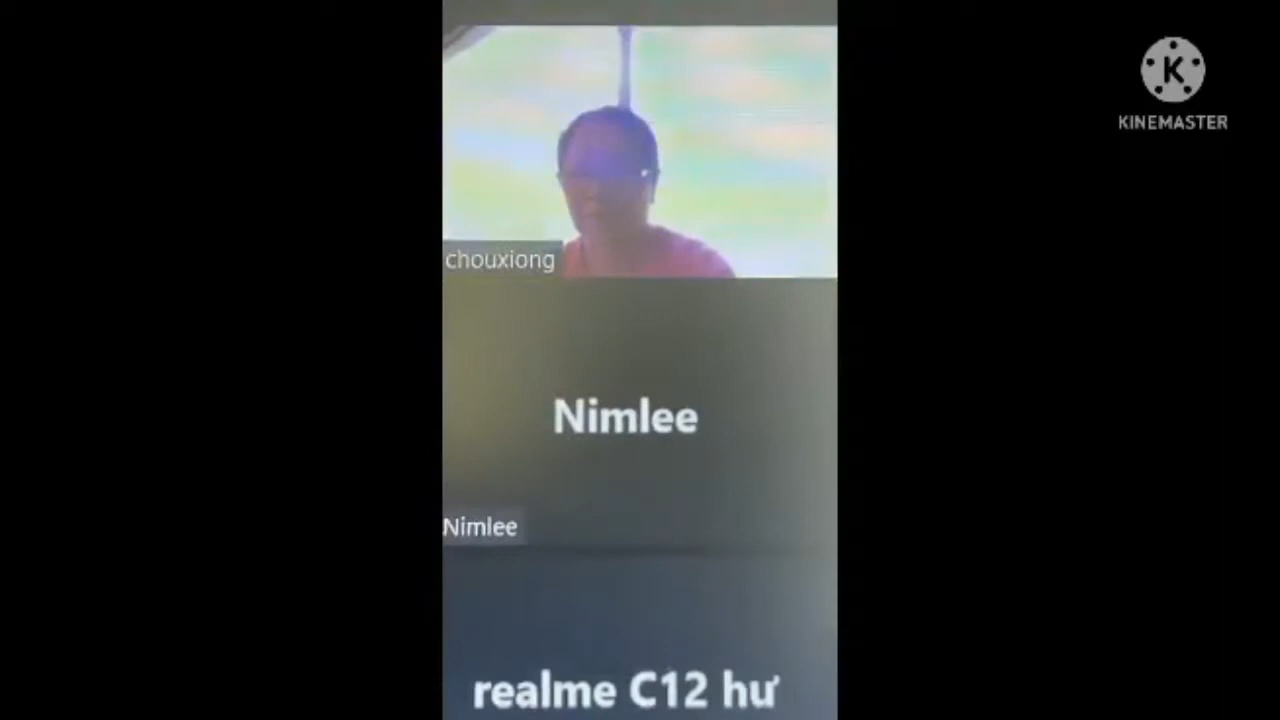 KINEMASTER
chouxiong
Nimlee
Nimlee
realme C12 hư